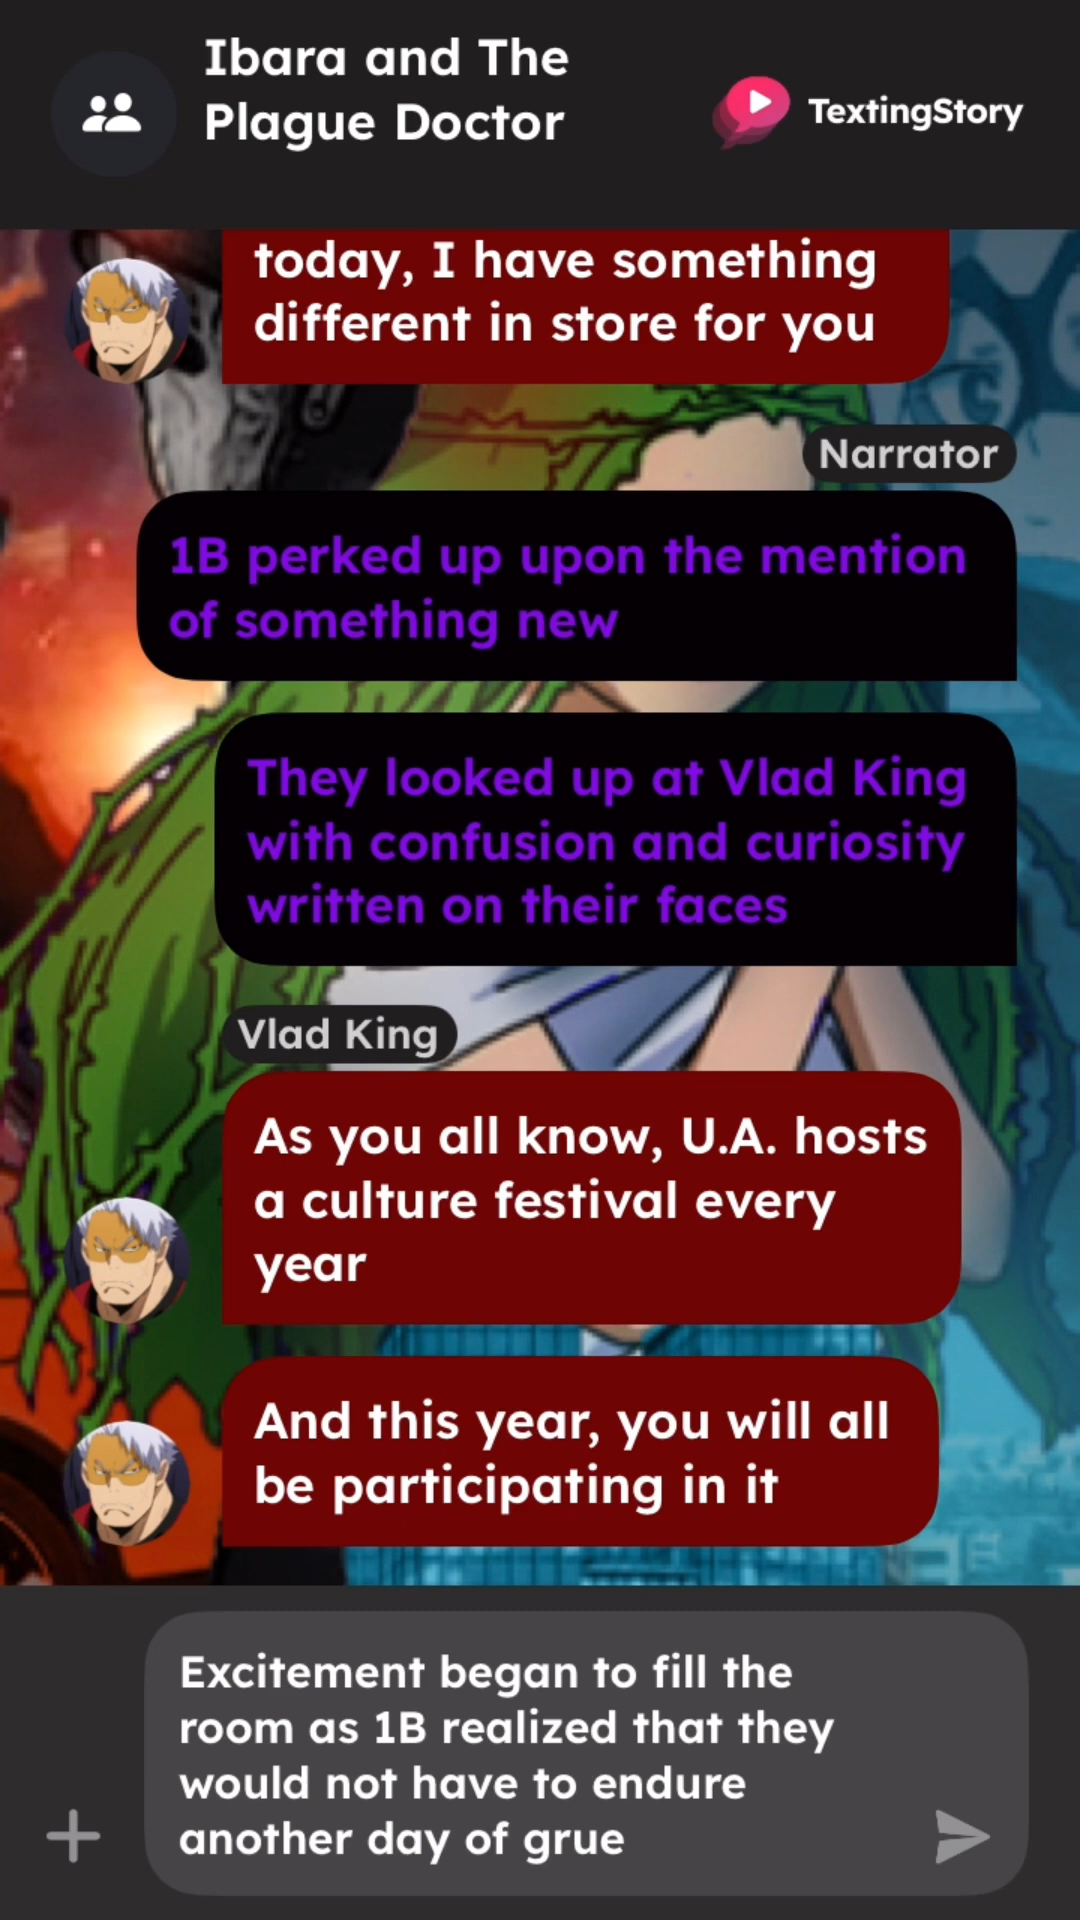 Ibara and The
Plague Doctor
TextingStory
today, I have something
different in store for you
Narrator
1B perked up upon the mention
of something new
They looked up at Vlad King
with confusion and curiosity
written on their faces
Vlad King
As you all know, U.A. hosts
a culture festival every
year
And this year, you will all
be participating in it
Excitement began to fill the
room as 1B realized that they
would not have to endure
another day of grue